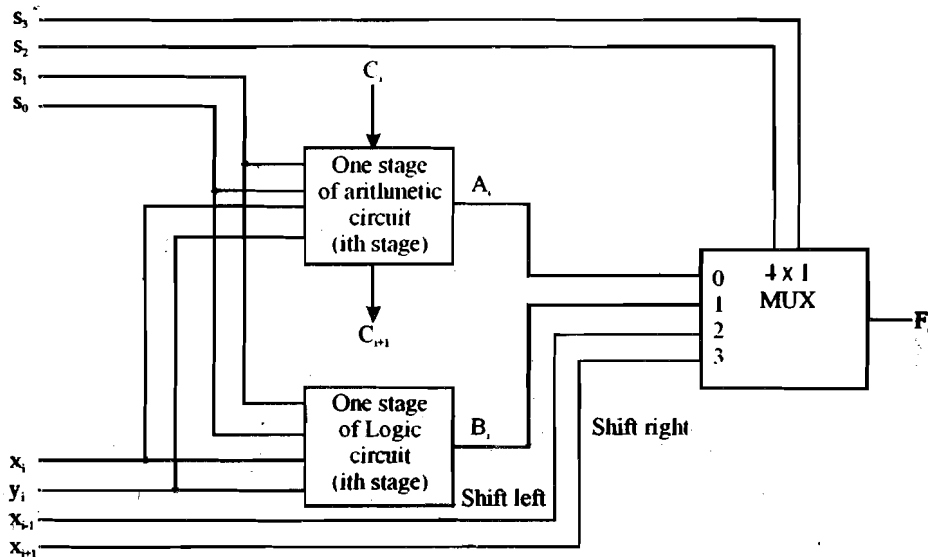 s₃
s₂
s₁
s₀
Cᵢ
One stage
of arithmetic
circuit
(ith stage)
Aᵢ
Cᵢ₊₁
0
1
2
3
4 x 1
MUX
Fᵢ
One stage
of Logic
circuit
(ith stage)
Bᵢ
Shift right
Shift left
xᵢ
yᵢ
xᵢ₋₁
xᵢ₊₁